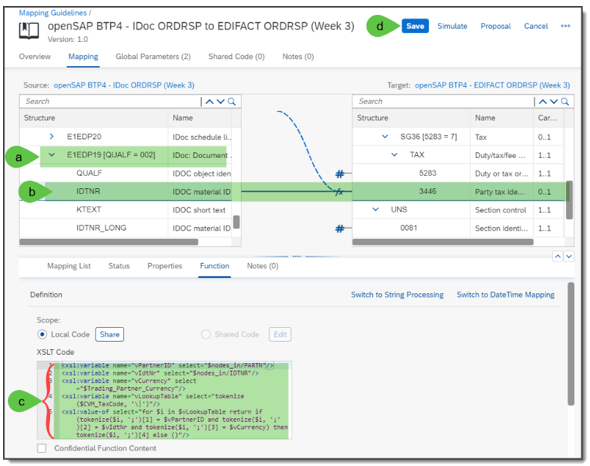 Mapping Guidelines /
openSAP BTP4 - IDoc ORDRSP to EDIFACT ORDRSP (Week 3)
d Save Simulate Proposal Cancel •••
Version: 1.0
Overview Mapping Global Parameters (2) Shared Code (0) Notes (0)
Source: openSAP BTP4 - IDoc ORDRSP (Week 3) Target: openSAP BTP4 - EDIFACT ORDRSP (Week 3)
Search Search
Structure Name Structure Name Car...
E1EDP20 IDoc schedule li... SG36 [5283 = 7] Tax 0..1
a E1EDP19 [QUALF = 002] IDoc: Document TAX Duty/tax/fee ... 1..1
QUALF IDOC object iden # 5283 Duty or tax or... 1..1
b IDTNR IDOC material ID fx 3446 Party tax ide... 0..1
KTEXT IDOC short text UNS Section control 1..1
IDTNR_LONG IDOC material ID # 0081 Section identi... 1..1
Mapping List Status Properties Function Notes (0)
Definition Switch to String Processing Switch to DateTime Mapping
Scope:
Local Code Share Shared Code Edit
XSLT Code
1 <xsl:variable name="vPartnerID" select="$nodes_in/PARTN"/>
2 <xsl:variable name="vIdtNr" select="$nodes_in/IDTNR"/>
3 <xsl:variable name="vCurrency" select
="$Trading_Partner_Currency"/>
c 4 <xsl:variable name="vLookupTable" select="tokenize
($CVM_TaxCode, '\|')"/>
5 <xsl:value-of select="for $i in $vLookupTable return if
(tokenize($i, ';')[1] = $vPartnerID and tokenize($i, ';'
)[2] = $vIdtNr and tokenize($i, ';')[3] = $vCurrency) then
tokenize($i, ';')[4] else ()"/>
Confidential Function Content